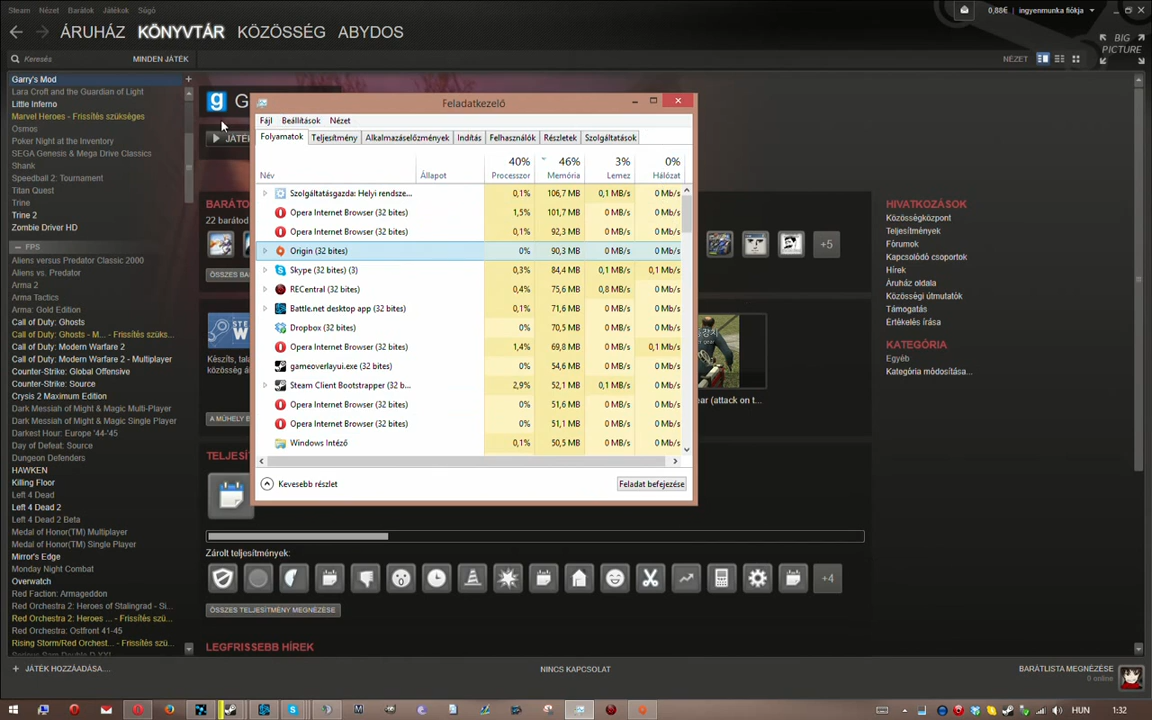 Steam Nézet Barátok Játékok Súgó
0,88€ ingyenmunka fiókja
ÁRUHÁZ KÖNYVTÁR KÖZÖSSÉG ABYDOS
BIG PICTURE
Keresés MINDEN JÁTÉK
NÉZET
Garry's Mod
Lara Croft and the Guardian of Light
Little Inferno
Marvel Heroes - Frissítés szükséges
Osmos
Poker Night at the Inventory
SEGA Genesis & Mega Drive Classics
Shank
Speedball 2: Tournament
Titan Quest
Trine
Trine 2
Zombie Driver HD
FPS
Aliens versus Predator Classic 2000
Aliens vs. Predator
Arma 2
Arma Tactics
Arma: Gold Edition
Call of Duty: Ghosts
Call of Duty: Ghosts - M... - Frissítés szüks...
Call of Duty: Modern Warfare 2
Call of Duty: Modern Warfare 2 - Multiplayer
Counter-Strike: Global Offensive
Counter-Strike: Source
Crysis 2 Maximum Edition
Dark Messiah of Might & Magic Multi-Player
Dark Messiah of Might & Magic Single Player
Darkest Hour: Europe '44-'45
Day of Defeat: Source
Dungeon Defenders
HAWKEN
Killing Floor
Left 4 Dead
Left 4 Dead 2
Left 4 Dead 2 Beta
Medal of Honor(TM) Multiplayer
Medal of Honor(TM) Single Player
Mirror's Edge
Monday Night Combat
Overwatch
Red Faction: Armageddon
Red Orchestra 2: Heroes of Stalingrad - Si...
Red Orchestra 2: Heroes ... - Frissítés szü...
Red Orchestra: Ostfront 41-45
Rising Storm/Red Orchest... - Frissítés szü...
JÁTÉK HOZZÁADÁSA...
G
JÁTÉK
22 barátod
ÖSSZES BA
Készíts, talá
közösség ál
A MŰHELY B
TELJESÍT
Feladatkezelő
Fájl Beállítások Nézet
Folyamatok Teljesítmény Alkalmazáselőzmények Indítás Felhasználók Részletek Szolgáltatások
40% 46% 3% 0%
Név Állapot Processzor Memória Lemez Hálózat
Szolgáltatásgazda: Helyi rendsze... 0,1% 106,7 MB 0,1 MB/s 0 Mb/s
Opera Internet Browser (32 bites) 1,5% 101,7 MB 0 MB/s 0 Mb/s
Opera Internet Browser (32 bites) 0,1% 92,3 MB 0 MB/s 0 Mb/s
Origin (32 bites) 0% 90,3 MB 0 MB/s 0 Mb/s
Skype (32 bites) (3) 0,3% 84,4 MB 0,1 MB/s 0,1 Mb/s
RECentral (32 bites) 0,4% 75,6 MB 0,8 MB/s 0 Mb/s
Battle.net desktop app (32 bites) 0,1% 71,6 MB 0 MB/s 0 Mb/s
Dropbox (32 bites) 0% 70,5 MB 0 MB/s 0 Mb/s
Opera Internet Browser (32 bites) 1,4% 69,8 MB 0 MB/s 0,1 Mb/s
gameoverlayui.exe (32 bites) 0% 54,6 MB 0 MB/s 0 Mb/s
Steam Client Bootstrapper (32 b... 2,9% 52,1 MB 0,1 MB/s 0 Mb/s
Opera Internet Browser (32 bites) 0% 51,6 MB 0 MB/s 0 Mb/s
Opera Internet Browser (32 bites) 0% 51,1 MB 0 MB/s 0 Mb/s
Windows Intéző 0,1% 50,5 MB 0 MB/s 0 Mb/s
Kevesebb részlet Feladat befejezése
+5
ear (attack on t...
HIVATKOZÁSOK
Közösségközpont
Teljesítmények
Fórumok
Kapcsolódó csoportok
Hírek
Áruház oldala
Közösségi útmutatók
Támogatás
Értékelés írása
KATEGÓRIA
Egyéb
Kategória módosítása...
Zárolt teljesítmények:
+4
ÖSSZES TELJESÍTMÉNY MEGNÉZÉSE
LEGFRISSEBB HÍREK
NINCS KAPCSOLAT
BARÁTLISTA MEGNÉZÉSE
0 online
HUN 1:32